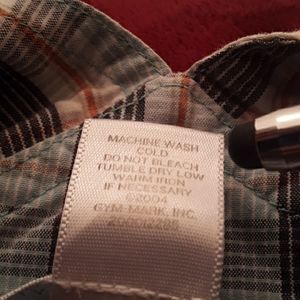 MACHINE WASH
COLD
DO NOT BLEACH
TUMBLE DRY LOW
WARM IRON
IF NECESSARY
©2004
GYM-MARK, INC.